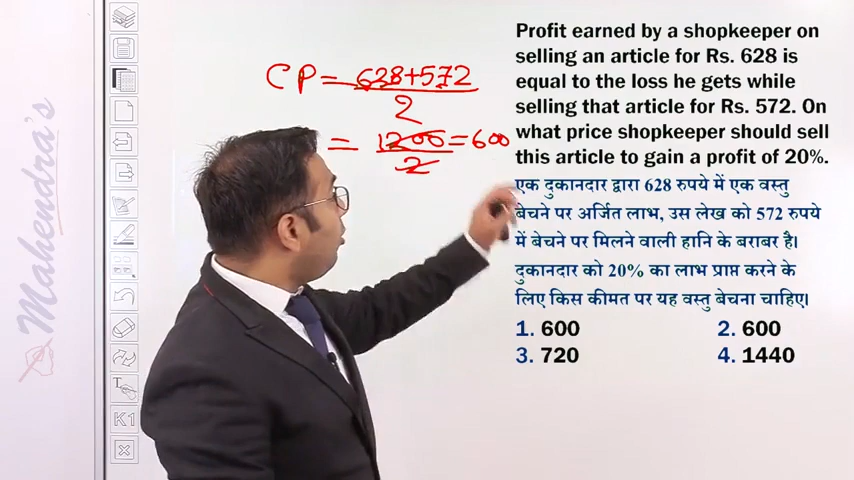 Mahendra's
K1
CP = 628+572
2
= 1200 = 600
2
Profit earned by a shopkeeper on
selling an article for Rs. 628 is
equal to the loss he gets while
selling that article for Rs. 572. On
what price shopkeeper should sell
this article to gain a profit of 20%.
एक दुकानदार द्वारा 628 रुपये में एक वस्तु
बेचने पर अर्जित लाभ, उस लेख को 572 रुपये
में बेचने पर मिलने वाली हानि के बराबर है।
दुकानदार को 20% का लाभ प्राप्त करने के
लिए किस कीमत पर यह वस्तु बेचना चाहिए।
1. 600 2. 600
3. 720 4. 1440